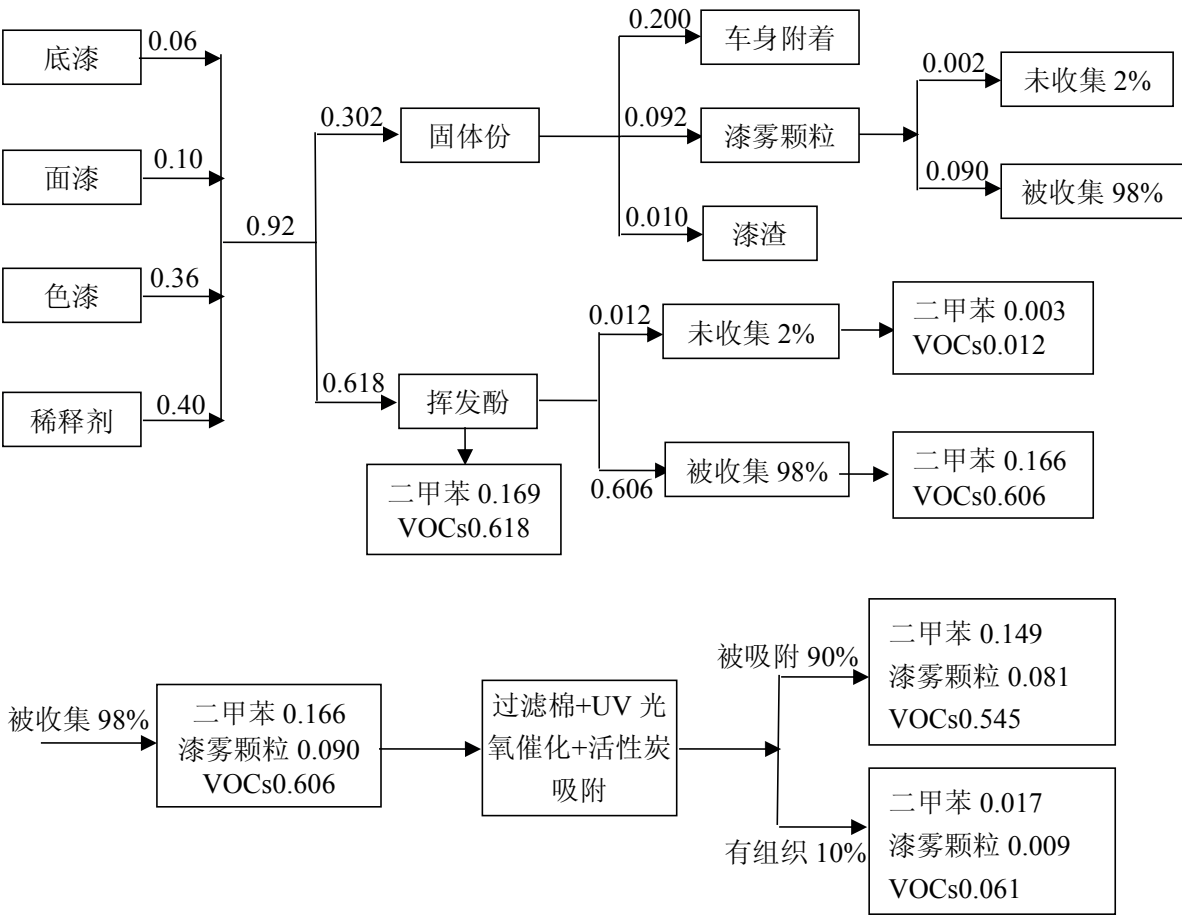 底漆
0.06
面漆
0.10
色漆
0.36
稀释剂
0.40
0.92
0.302
固体份
0.200
车身附着
0.092
漆雾颗粒
0.010
漆渣
0.002
未收集 2%
0.090
被收集 98%
0.618
挥发酚
二甲苯 0.169
VOCs0.618
0.012
未收集 2%
二甲苯 0.003
VOCs0.012
0.606
被收集 98%
二甲苯 0.166
VOCs0.606
被收集 98%
二甲苯 0.166
漆雾颗粒 0.090
VOCs0.606
过滤棉+UV 光
氧催化+活性炭
吸附
被吸附 90%
二甲苯 0.149
漆雾颗粒 0.081
VOCs0.545
有组织 10%
二甲苯 0.017
漆雾颗粒 0.009
VOCs0.061